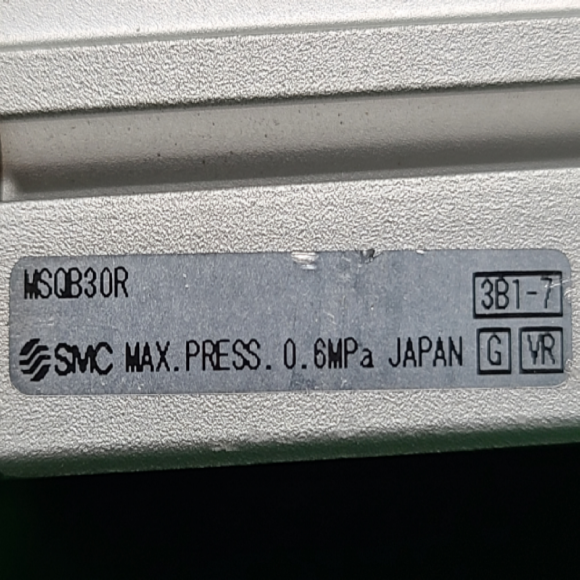 MSQB30R 3B1-7
SMC MAX.PRESS. 0.6MPa JAPAN G VR